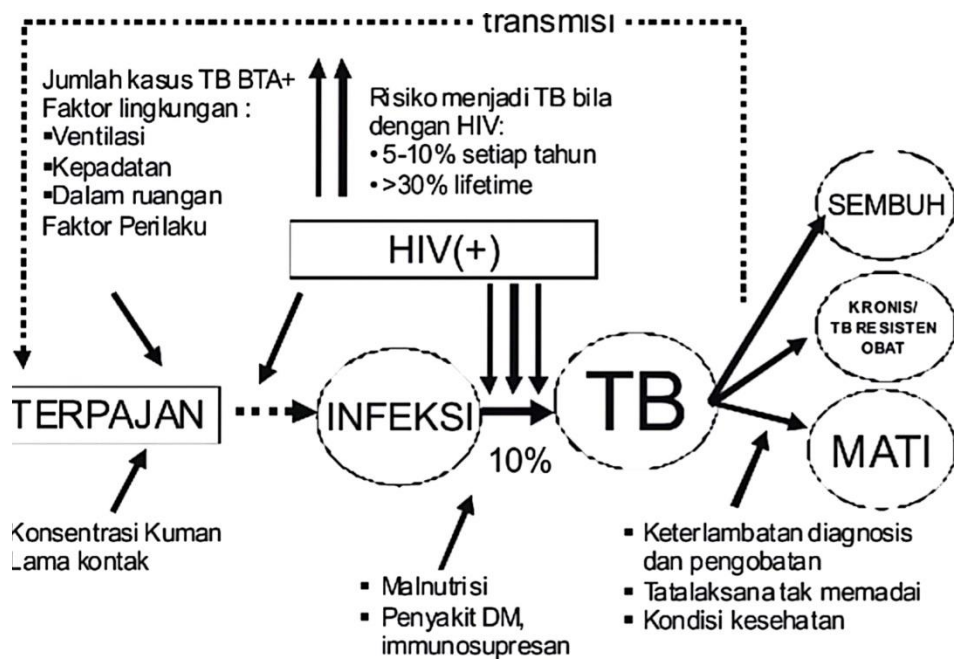 transmisi
Jumlah kasus TB BTA+
Faktor lingkungan :
▪Ventilasi
▪Kepadatan
▪Dalam ruangan
Faktor Perilaku
Risiko menjadi TB bila
dengan HIV:
• 5-10% setiap tahun
• >30% lifetime
HIV(+)
SEMBUH
KRONIS/
TB RESISTEN
OBAT
MATI
TERPAJAN
INFEKSI
10%
TB
Konsentrasi Kuman
Lama kontak
▪ Malnutrisi
▪ Penyakit DM,
immunosupresan
▪ Keterlambatan diagnosis
dan pengobatan
▪ Tatalaksana tak memadai
▪ Kondisi kesehatan